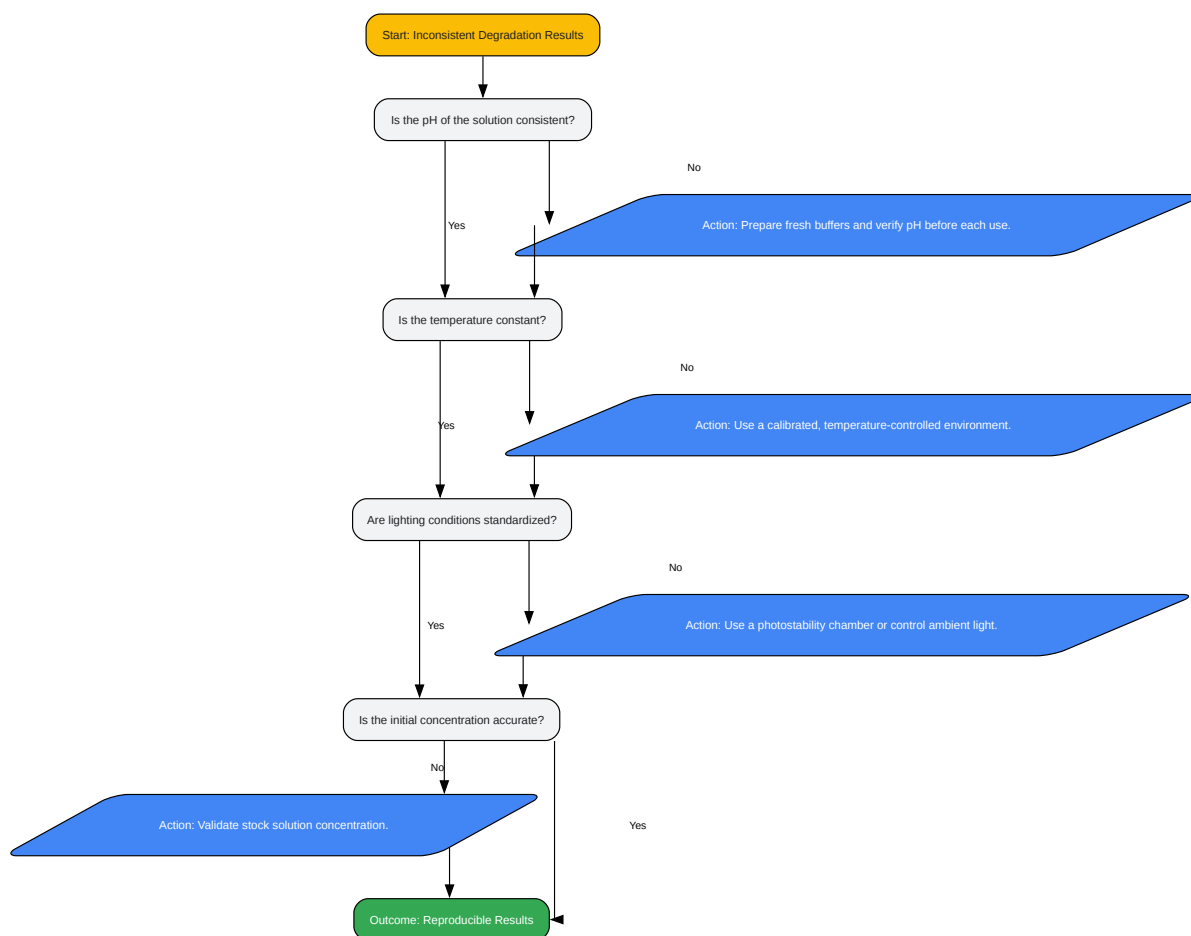 Start: Inconsistent Degradation Results
Is the pH of the solution consistent?
No
Yes
Action: Prepare fresh buffers and verify pH before each use.
Is the temperature constant?
No
Yes
Action: Use a calibrated, temperature-controlled environment.
Are lighting conditions standardized?
No
Yes
Action: Use a photostability chamber or control ambient light.
Is the initial concentration accurate?
No
Action: Validate stock solution concentration.
Yes
Outcome: Reproducible Results